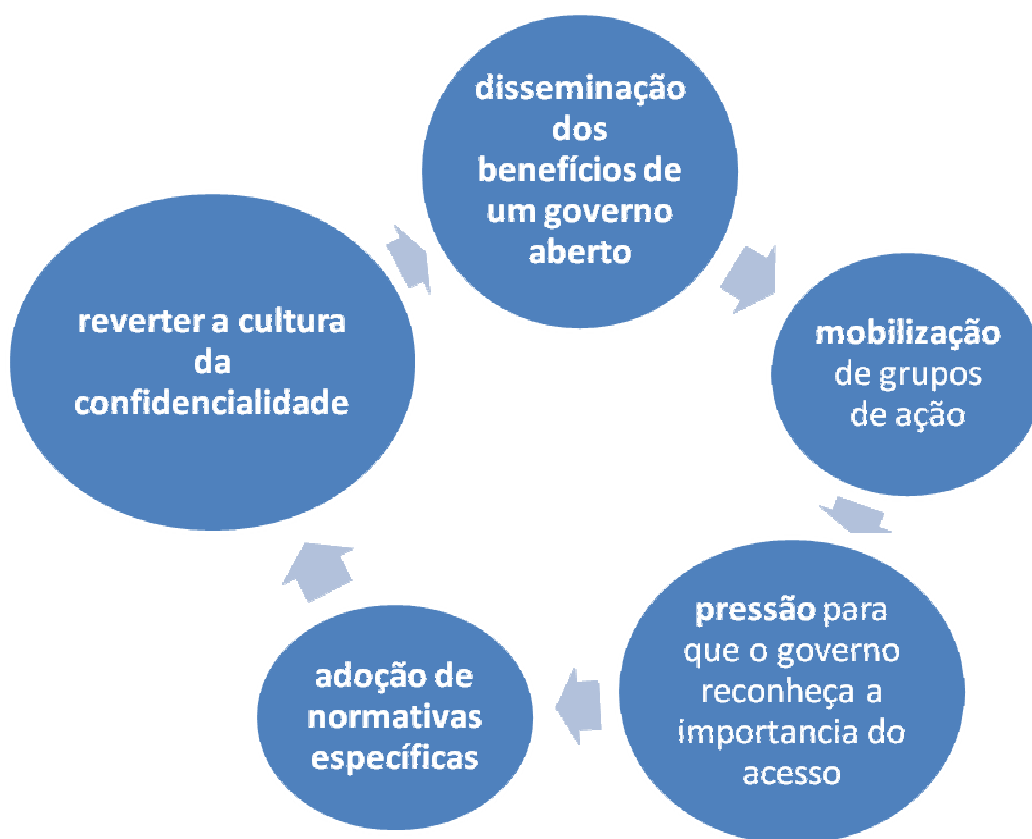 disseminação
dos
benefícios de
um governo
aberto
mobilização
de grupos
de ação
pressão para
que o governo
reconheça a
importancia do
acesso
adoção de
normativas
específicas
reverter a cultura
da
confidencialidade